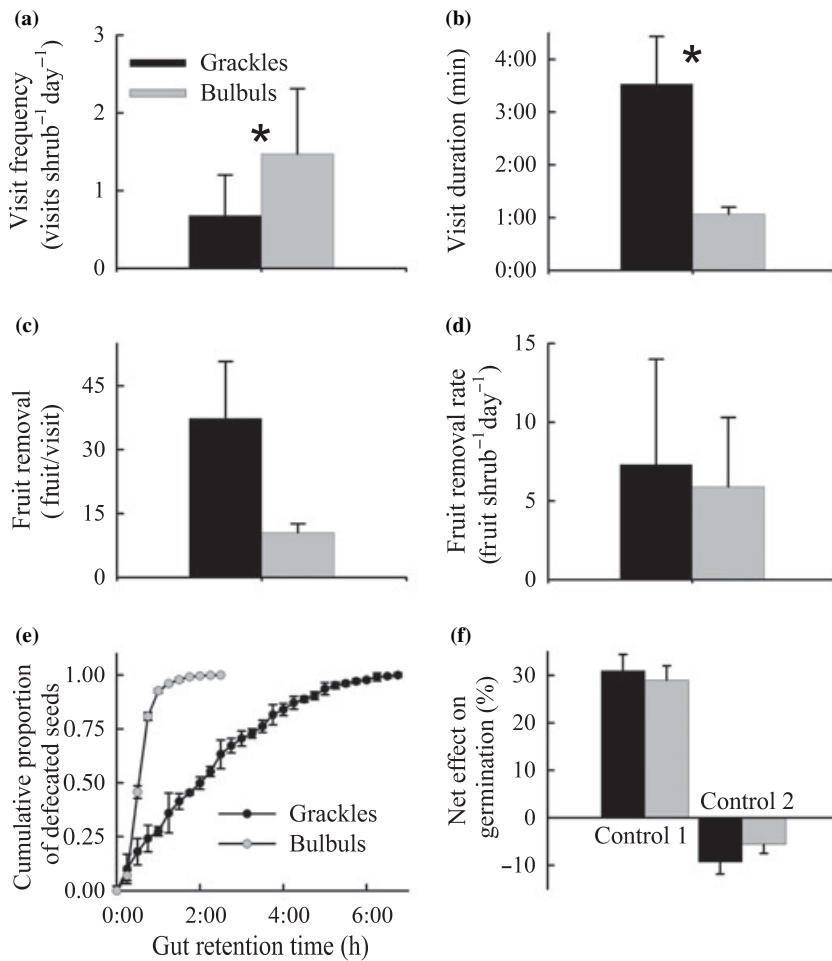 (a)
Visit frequency
(visits shrub⁻¹ day⁻¹)
3
2
1
0
Grackles
Bulbuls
*
(b)
Visit duration (min)
4:00
3:00
2:00
1:00
0:00
*
(c)
Fruit removal
( fruit/visit)
45
30
15
0
(d)
Fruit removal rate
(fruit shrub⁻¹ day⁻¹)
15
10
5
0
(e)
Cumulative proportion
of defecated seeds
1.00
0.75
0.50
0.25
0.00
Grackles
Bulbuls
0:00 2:00 4:00 6:00
Gut retention time (h)
(f)
Net effect on
germination (%)
30
20
10
0
−10
Control 2
Control 1